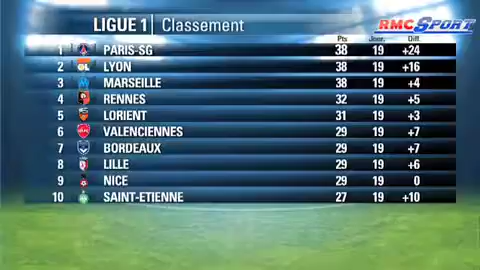 LIGUE 1 Classement
RMC SPORT
Pts Jour. Diff.
1 PARIS-SG 38 19 +24
2 LYON 38 19 +16
3 MARSEILLE 38 19 +4
4 RENNES 32 19 +5
5 LORIENT 31 19 +3
6 VALENCIENNES 29 19 +7
7 BORDEAUX 29 19 +7
8 LILLE 29 19 +6
9 NICE 29 19 0
10 SAINT-ETIENNE 27 19 +10